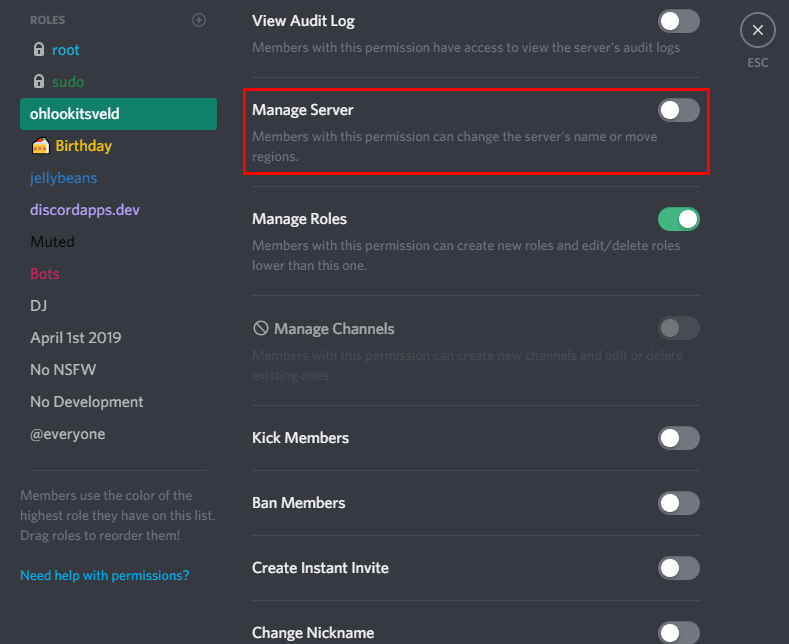 ROLES
root
sudo
ohlookitsveld
Birthday
jellybeans
discordapps.dev
Muted
Bots
DJ
April 1st 2019
No NSFW
No Development
@everyone
Members use the color of the
highest role they have on this list.
Drag roles to reorder them!
Need help with permissions?
View Audit Log
Members with this permission have access to view the server's audit logs
Manage Server
Members with this permission can change the server's name or move
regions.
Manage Roles
Members with this permission can create new roles and edit/delete roles
lower than this one.
Manage Channels
Members with this permission can create new channels and edit or delete
existing ones.
Kick Members
Ban Members
Create Instant Invite
Change Nickname
ESC